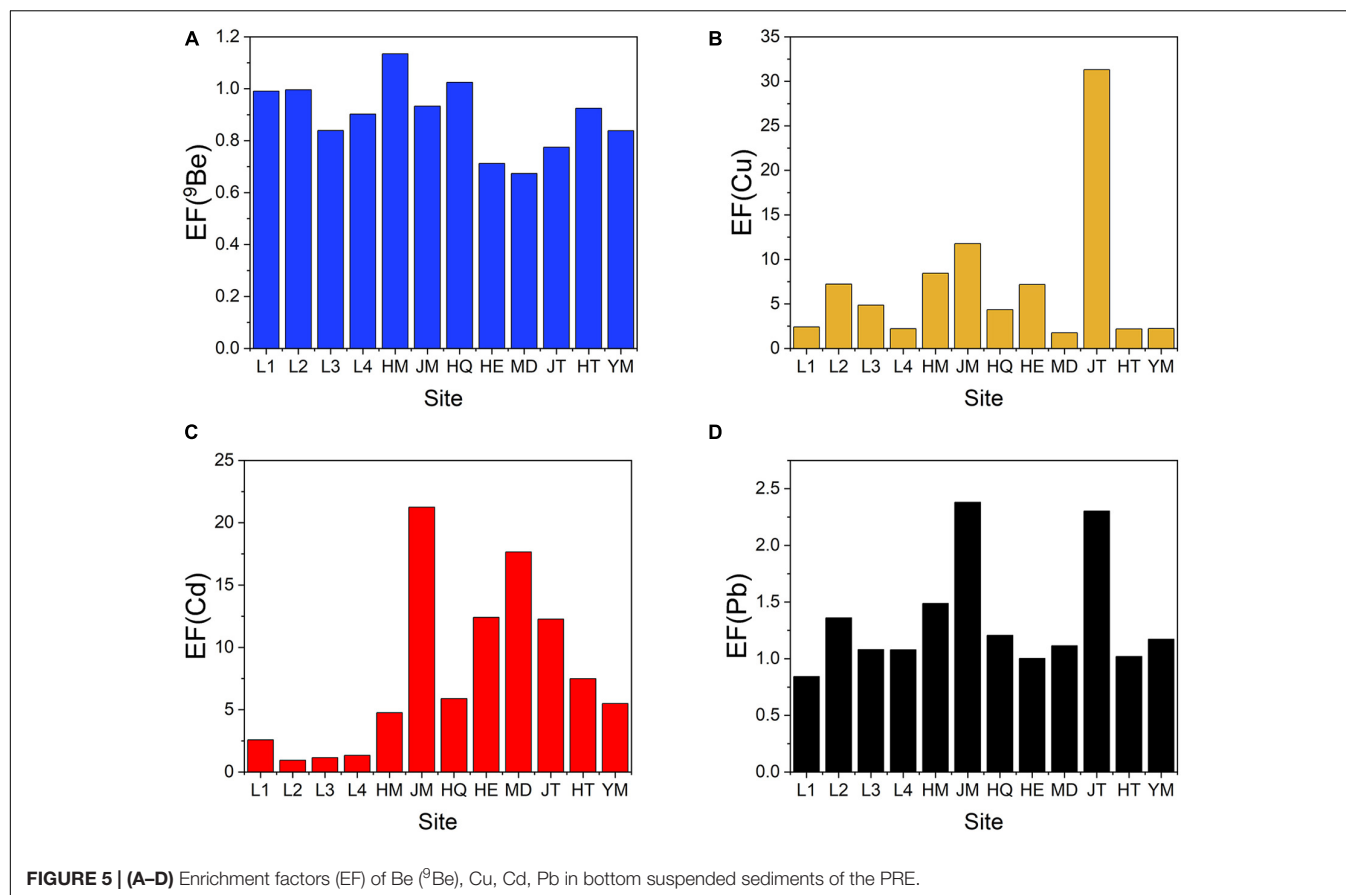 A
1.2
1.0
0.8
0.6
0.4
0.2
0.0
EF(⁹Be)
L1 L2 L3 L4 HM JM HQ HE MD JT HT YM
Site
B
35
30
25
20
15
10
5
0
EF(Cu)
L1 L2 L3 L4 HM JM HQ HE MD JT HT YM
Site
C
25
20
15
10
5
0
EF(Cd)
L1 L2 L3 L4 HM JM HQ HE MD JT HT YM
Site
D
2.5
2.0
1.5
1.0
0.5
0.0
EF(Pb)
L1 L2 L3 L4 HM JM HQ HE MD JT HT YM
Site
FIGURE 5 | (A–D) Enrichment factors (EF) of Be (⁹Be), Cu, Cd, Pb in bottom suspended sediments of the PRE.